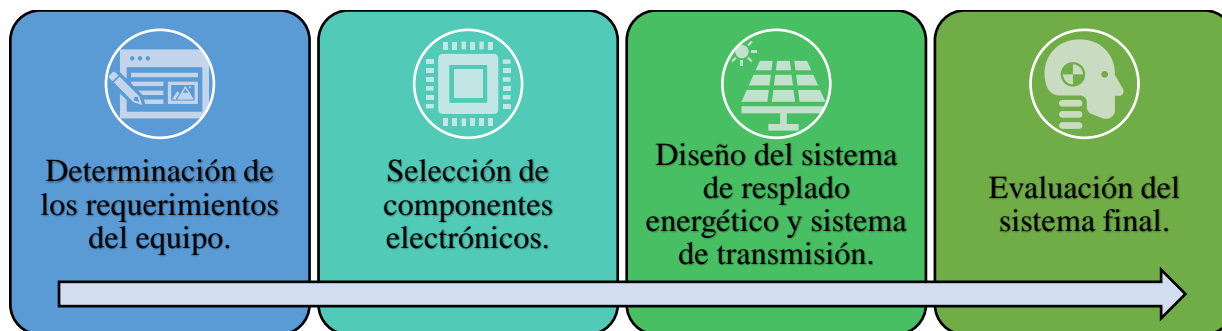 Determinación de
los requerimientos
del equipo.
Selección de
componentes
electrónicos.
Diseño del sistema
de resplado
energético y sistema
de transmisión.
Evaluación del
sistema final.